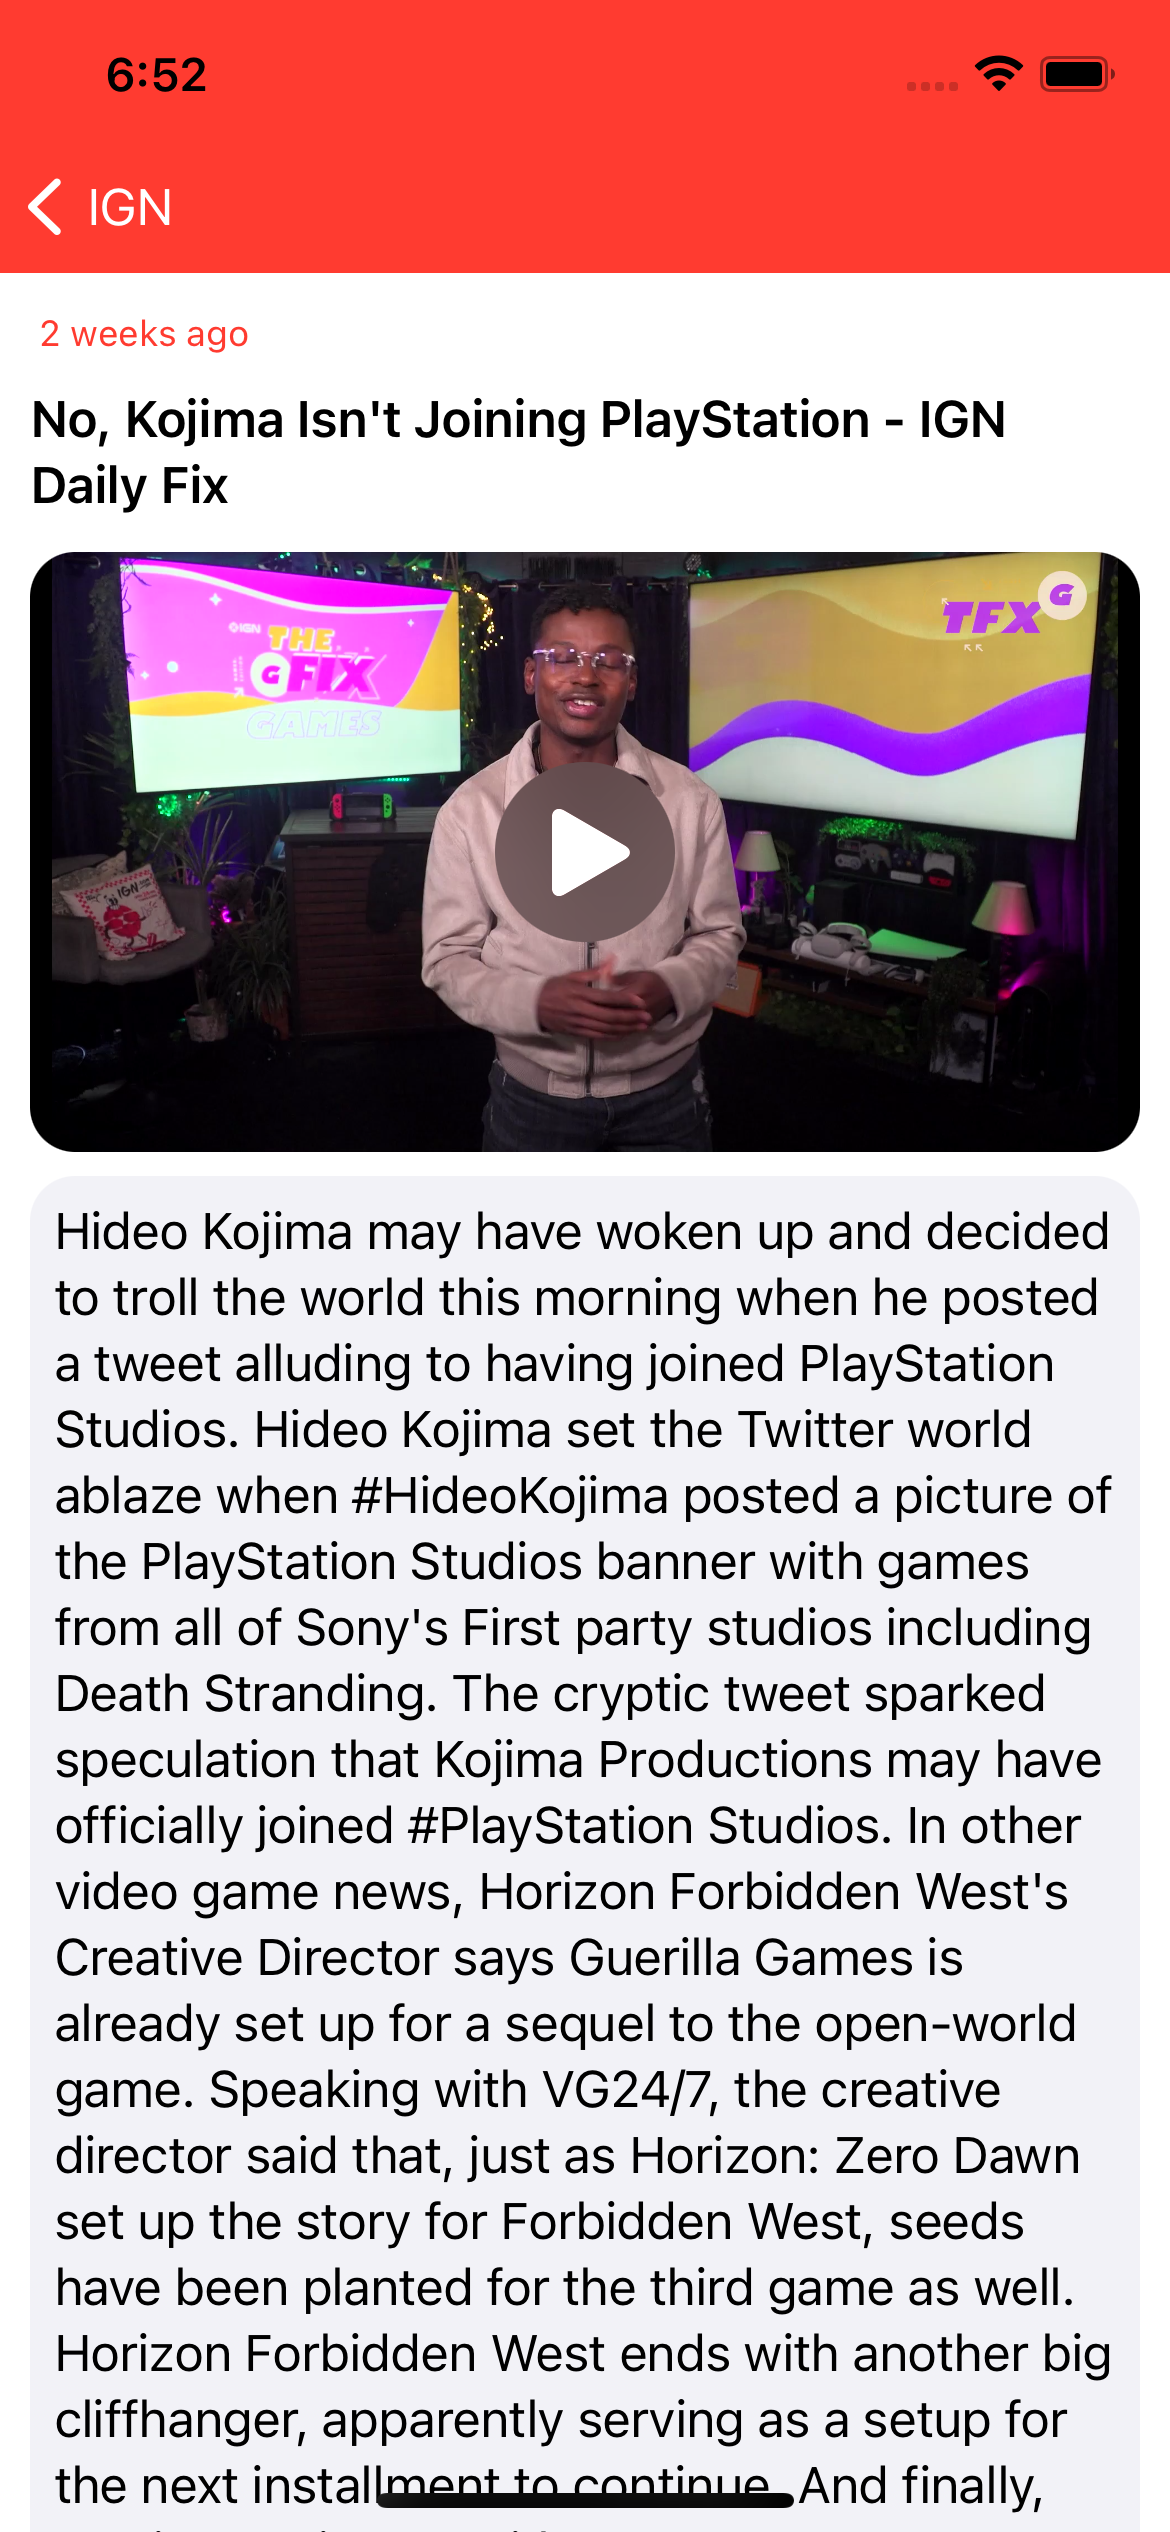 6:52
IGN
2 weeks ago
No, Kojima Isn't Joining PlayStation - IGN
Daily Fix
IGN
THE
G FIX
GAMES
TFX G
IGN
Hideo Kojima may have woken up and decided
to troll the world this morning when he posted
a tweet alluding to having joined PlayStation
Studios. Hideo Kojima set the Twitter world
ablaze when #HideoKojima posted a picture of
the PlayStation Studios banner with games
from all of Sony's First party studios including
Death Stranding. The cryptic tweet sparked
speculation that Kojima Productions may have
officially joined #PlayStation Studios. In other
video game news, Horizon Forbidden West's
Creative Director says Guerilla Games is
already set up for a sequel to the open-world
game. Speaking with VG24/7, the creative
director said that, just as Horizon: Zero Dawn
set up the story for Forbidden West, seeds
have been planted for the third game as well.
Horizon Forbidden West ends with another big
cliffhanger, apparently serving as a setup for
the next installment to continue. And finally,